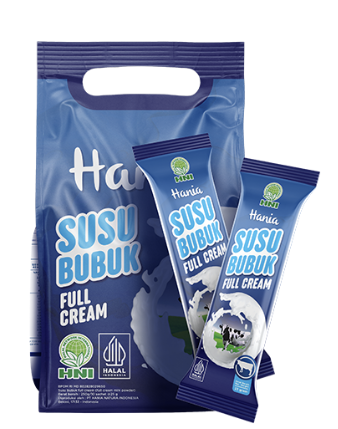 Hania
SUSU
BUBUK
FULL
CREAM
HNI
HALAL
INDONESIA
HNI
Hania
SUSU
BUBUK
FULL CREAM
HNI
Hania
SUSU
BUBUK
FULL CREAM